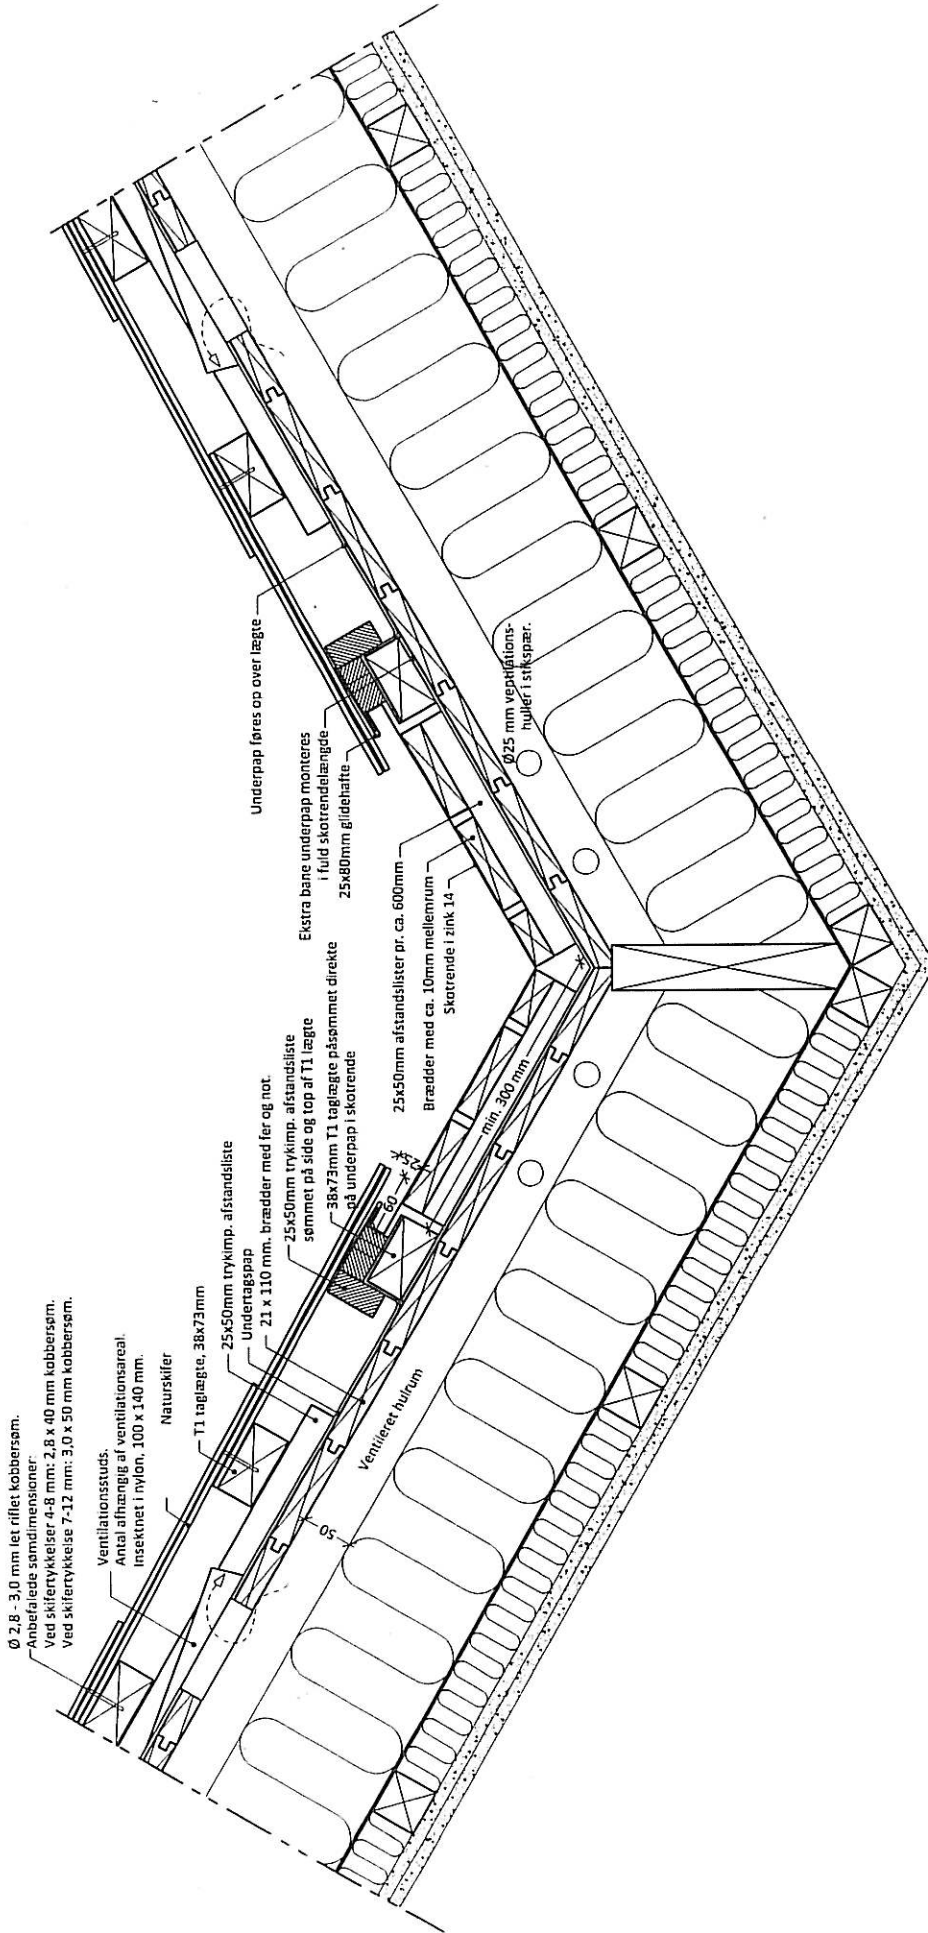 Ø 2,8 - 3,0 mm let riflet kobbersøm.
Anbefalede sømdimensioner:
Ved skifertykkelser 4-8 mm: 2,8 x 40 mm kobbersøm.
Ved skifertykkelse 7-12 mm: 3,0 x 50 mm kobbersøm.
Ventilationsstuds.
Antal afhængig af ventilationsareal.
Insektnet i nylon, 100 x 140 mm.
Naturskifer
T1 taglægte, 38x73mm
25x50mm trykimp. afstandsliste
Undertagspap
21 x 110 mm. brædder med fer og not.
25x50mm trykimp. afstandsliste
sømmet på side og top af T1 lægte
38x73mm T1 taglægte påsømmet direkte
på underpap i skotrende
60
25
min. 300 mm
50
Ventileret hulrum
Underpap føres op over lægte
Ekstra bane underpap monteres
i fuld skotrendelængde
25x80mm glidehafte
25x50mm afstandslister pr. ca. 600mm
Brædder med ca. 10mm mellemrum
Skotrende i zink 14
Ø25 mm ventilations-
huller i stikspær.